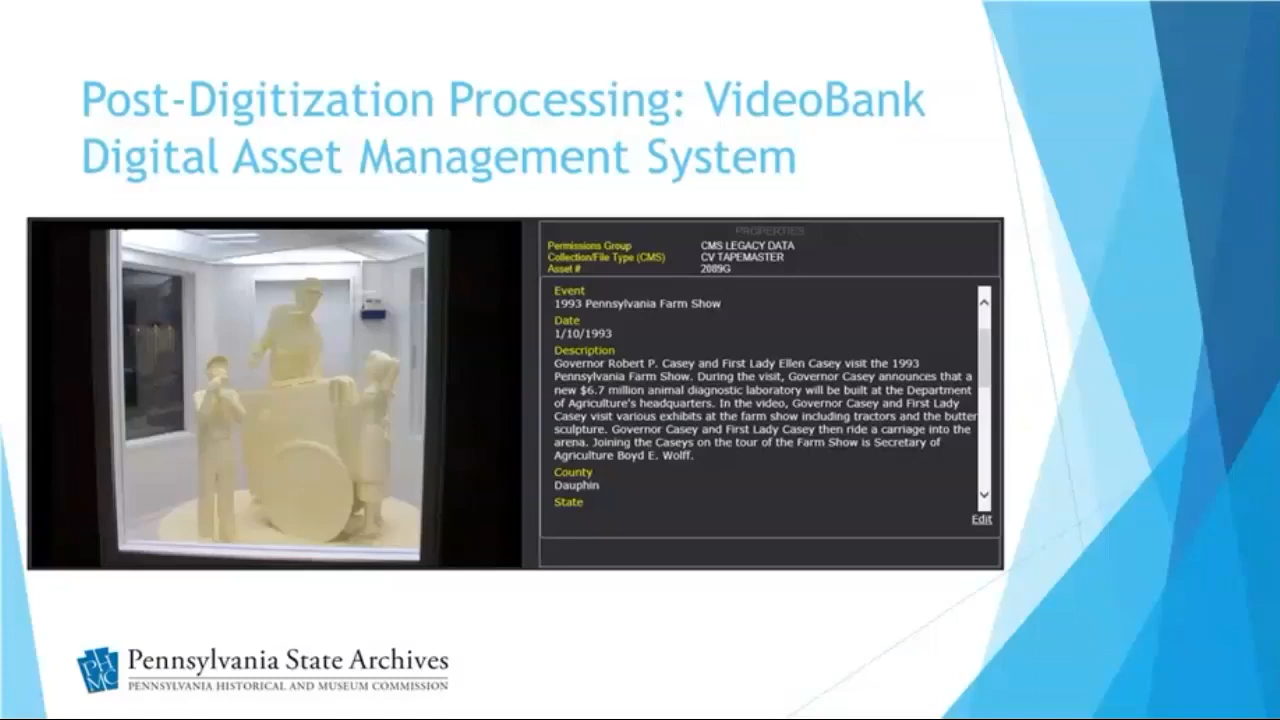 Post-Digitization Processing: VideoBank
Digital Asset Management System
PROPERTIES
Permissions Group CMS LEGACY DATA
Collection/File Type (CMS) CV TAPEMASTER
Asset # 2089G
Event
1993 Pennsylvania Farm Show
Date
1/10/1993
Description
Governor Robert P. Casey and First Lady Ellen Casey visit the 1993
Pennsylvania Farm Show. During the visit, Governor Casey announces that a
new $6.7 million animal diagnostic laboratory will be built at the Department
of Agriculture's headquarters. In the video, Governor Casey and First Lady
Casey visit various exhibits at the farm show including tractors and the butter
sculpture. Governor Casey and First Lady Casey then ride a carriage into the
arena. Joining the Caseys on the tour of the Farm Show is Secretary of
Agriculture Boyd E. Wolff.
County
Dauphin
State
Edit
PHMC
Pennsylvania State Archives
PENNSYLVANIA HISTORICAL AND MUSEUM COMMISSION